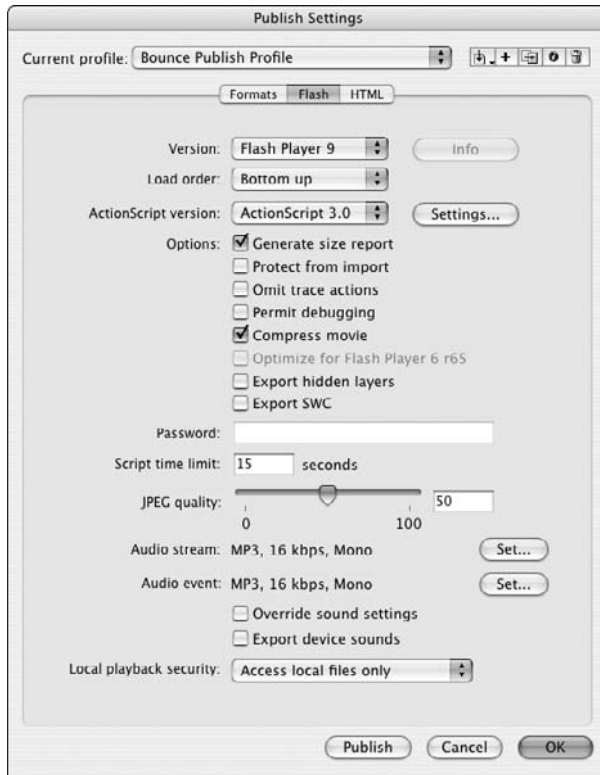 Publish Settings
Current profile: Bounce Publish Profile
Formats Flash HTML
Version: Flash Player 9 Info
Load order: Bottom up
ActionScript version: ActionScript 3.0 Settings...
Options: Generate size report
Protect from import
Omit trace actions
Permit debugging
Compress movie
Optimize for Flash Player 6 r65
Export hidden layers
Export SWC
Password:
Script time limit: 15 seconds
JPEG quality: 50
0 100
Audio stream: MP3, 16 kbps, Mono Set...
Audio event: MP3, 16 kbps, Mono Set...
Override sound settings
Export device sounds
Local playback security: Access local files only
Publish Cancel OK